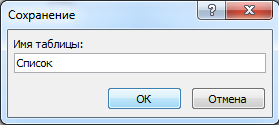 Сохранение
Имя таблицы:
Список
ОК
Отмена